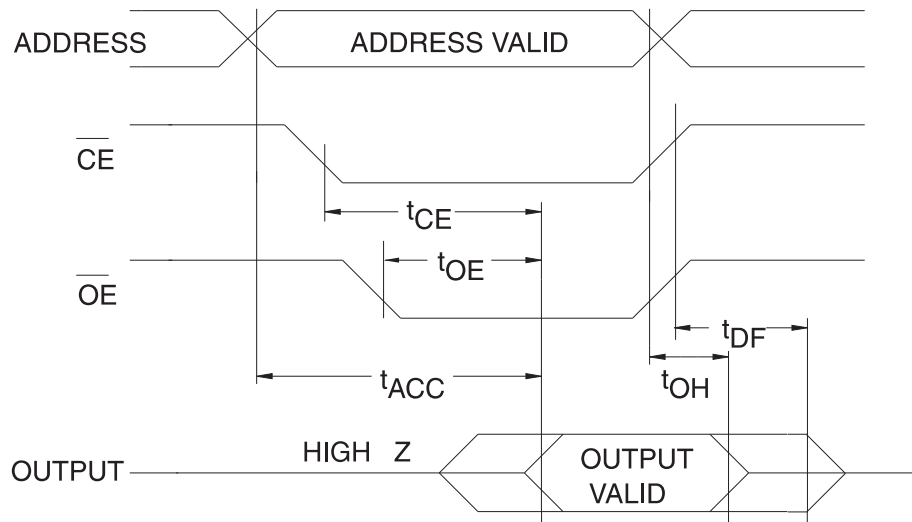 ADDRESS
ADDRESS VALID
CE
tCE
tOE
OE
tDF
tACC
tOH
HIGH Z
OUTPUT
OUTPUT
VALID